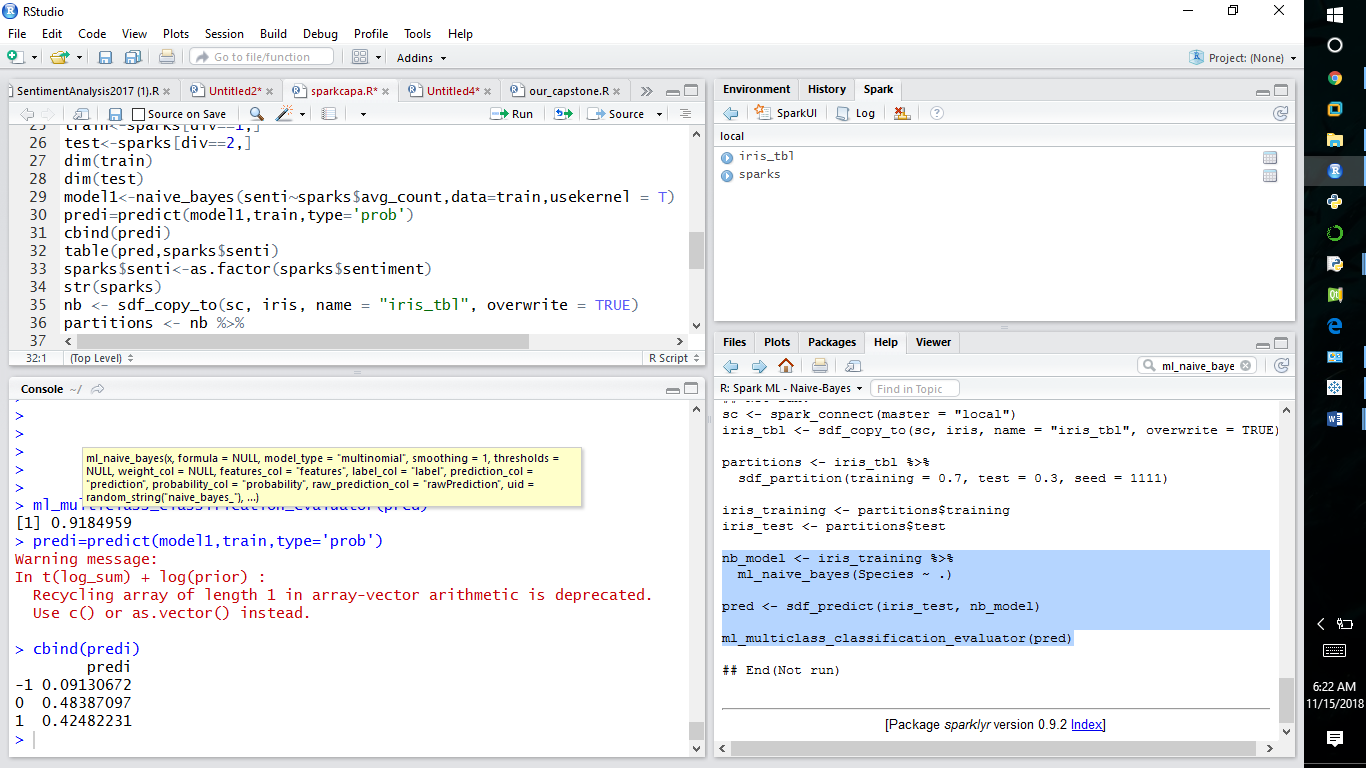 RStudio
File Edit Code View Plots Session Build Debug Profile Tools Help
Go to file/function Addins Project: (None)
SentimentAnalysis2017 (1).R Untitled2* sparkcapa.R* Untitled4* our_capstone.R
Source on Save Run Source
25 train<-sparks[div==1,]
26 test<-sparks[div==2,]
27 dim(train)
28 dim(test)
29 model1<-naive_bayes(senti~sparks$avg_count,data=train,usekernel = T)
30 predi=predict(model1,train,type='prob')
31 cbind(predi)
32 table(pred,sparks$senti)
33 sparks$senti<-as.factor(sparks$sentiment)
34 str(sparks)
35 nb <- sdf_copy_to(sc, iris, name = "iris_tbl", overwrite = TRUE)
36 partitions <- nb %>%
37
32:1 (Top Level) R Script
Console ~/
>
>
>
>
>
ml_naive_bayes(x, formula = NULL, model_type = "multinomial", smoothing = 1, thresholds =
NULL, weight_col = NULL, features_col = "features", label_col = "label", prediction_col =
"prediction", probability_col = "probability", raw_prediction_col = "rawPrediction", uid =
random_string("naive_bayes_"), ...)
> ml_multiclass_classification_evaluator(pred)
[1] 0.9184959
> predi=predict(model1,train,type='prob')
Warning message:
In t(log_sum) + log(prior) :
Recycling array of length 1 in array-vector arithmetic is deprecated.
Use c() or as.vector() instead.
> cbind(predi)
predi
-1 0.09130672
0 0.48387097
1 0.42482231
>
Environment History Spark
SparkUI Log
local
iris_tbl
sparks
Files Plots Packages Help Viewer
ml_naive_baye
R: Spark ML - Naive-Bayes Find in Topic
## Not run:
sc <- spark_connect(master = "local")
iris_tbl <- sdf_copy_to(sc, iris, name = "iris_tbl", overwrite = TRUE)
partitions <- iris_tbl %>%
sdf_partition(training = 0.7, test = 0.3, seed = 1111)
iris_training <- partitions$training
iris_test <- partitions$test
nb_model <- iris_training %>%
ml_naive_bayes(Species ~ .)
pred <- sdf_predict(iris_test, nb_model)
ml_multiclass_classification_evaluator(pred)
## End(Not run)
[Package sparklyr version 0.9.2 Index]
6:22 AM
11/15/2018